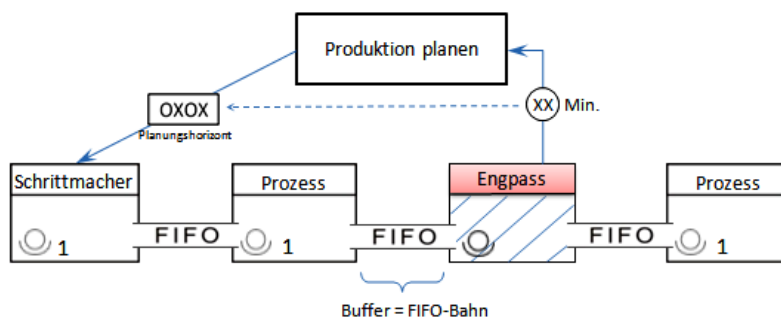 Produktion planen
OXOX
XX Min.
Planungshorizont
Schrittmacher
Prozess
Engpass
Prozess
1
FIFO
1
FIFO
FIFO
1
Buffer = FIFO-Bahn